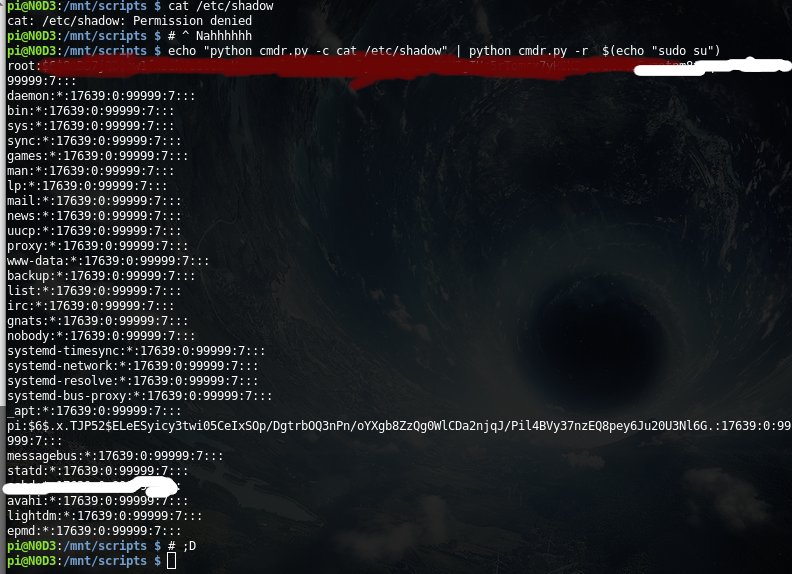 pi@N0D3:/mnt/scripts $ cat /etc/shadow
cat: /etc/shadow: Permission denied
pi@N0D3:/mnt/scripts $ # ^ Nahhhhhh
pi@N0D3:/mnt/scripts $ echo "python cmdr.py -c cat /etc/shadow" | python cmdr.py -r  $(echo "sudo su")
root:
99999:7:::
daemon:*:17639:0:99999:7:::
bin:*:17639:0:99999:7:::
sys:*:17639:0:99999:7:::
sync:*:17639:0:99999:7:::
games:*:17639:0:99999:7:::
man:*:17639:0:99999:7:::
lp:*:17639:0:99999:7:::
mail:*:17639:0:99999:7:::
news:*:17639:0:99999:7:::
uucp:*:17639:0:99999:7:::
proxy:*:17639:0:99999:7:::
www-data:*:17639:0:99999:7:::
backup:*:17639:0:99999:7:::
list:*:17639:0:99999:7:::
irc:*:17639:0:99999:7:::
gnats:*:17639:0:99999:7:::
nobody:*:17639:0:99999:7:::
systemd-timesync:*:17639:0:99999:7:::
systemd-network:*:17639:0:99999:7:::
systemd-resolve:*:17639:0:99999:7:::
systemd-bus-proxy:*:17639:0:99999:7:::
_apt:*:17639:0:99999:7:::
pi:$6$.x.TJP52$ELeESyicy3twi05CeIxSOp/DgtrbOQ3nPn/oYXgb8ZzQg0WlCDa2njqJ/Pil4BVy37nzEQ8pey6Ju20U3Nl6G.:17639:0:99
999:7:::
messagebus:*:17639:0:99999:7:::
statd:*:17639:0:99999:7:::
avahi:*:17639:0:99999:7:::
lightdm:*:17639:0:99999:7:::
epmd:*:17639:0:99999:7:::
pi@N0D3:/mnt/scripts $ # ;D
pi@N0D3:/mnt/scripts $